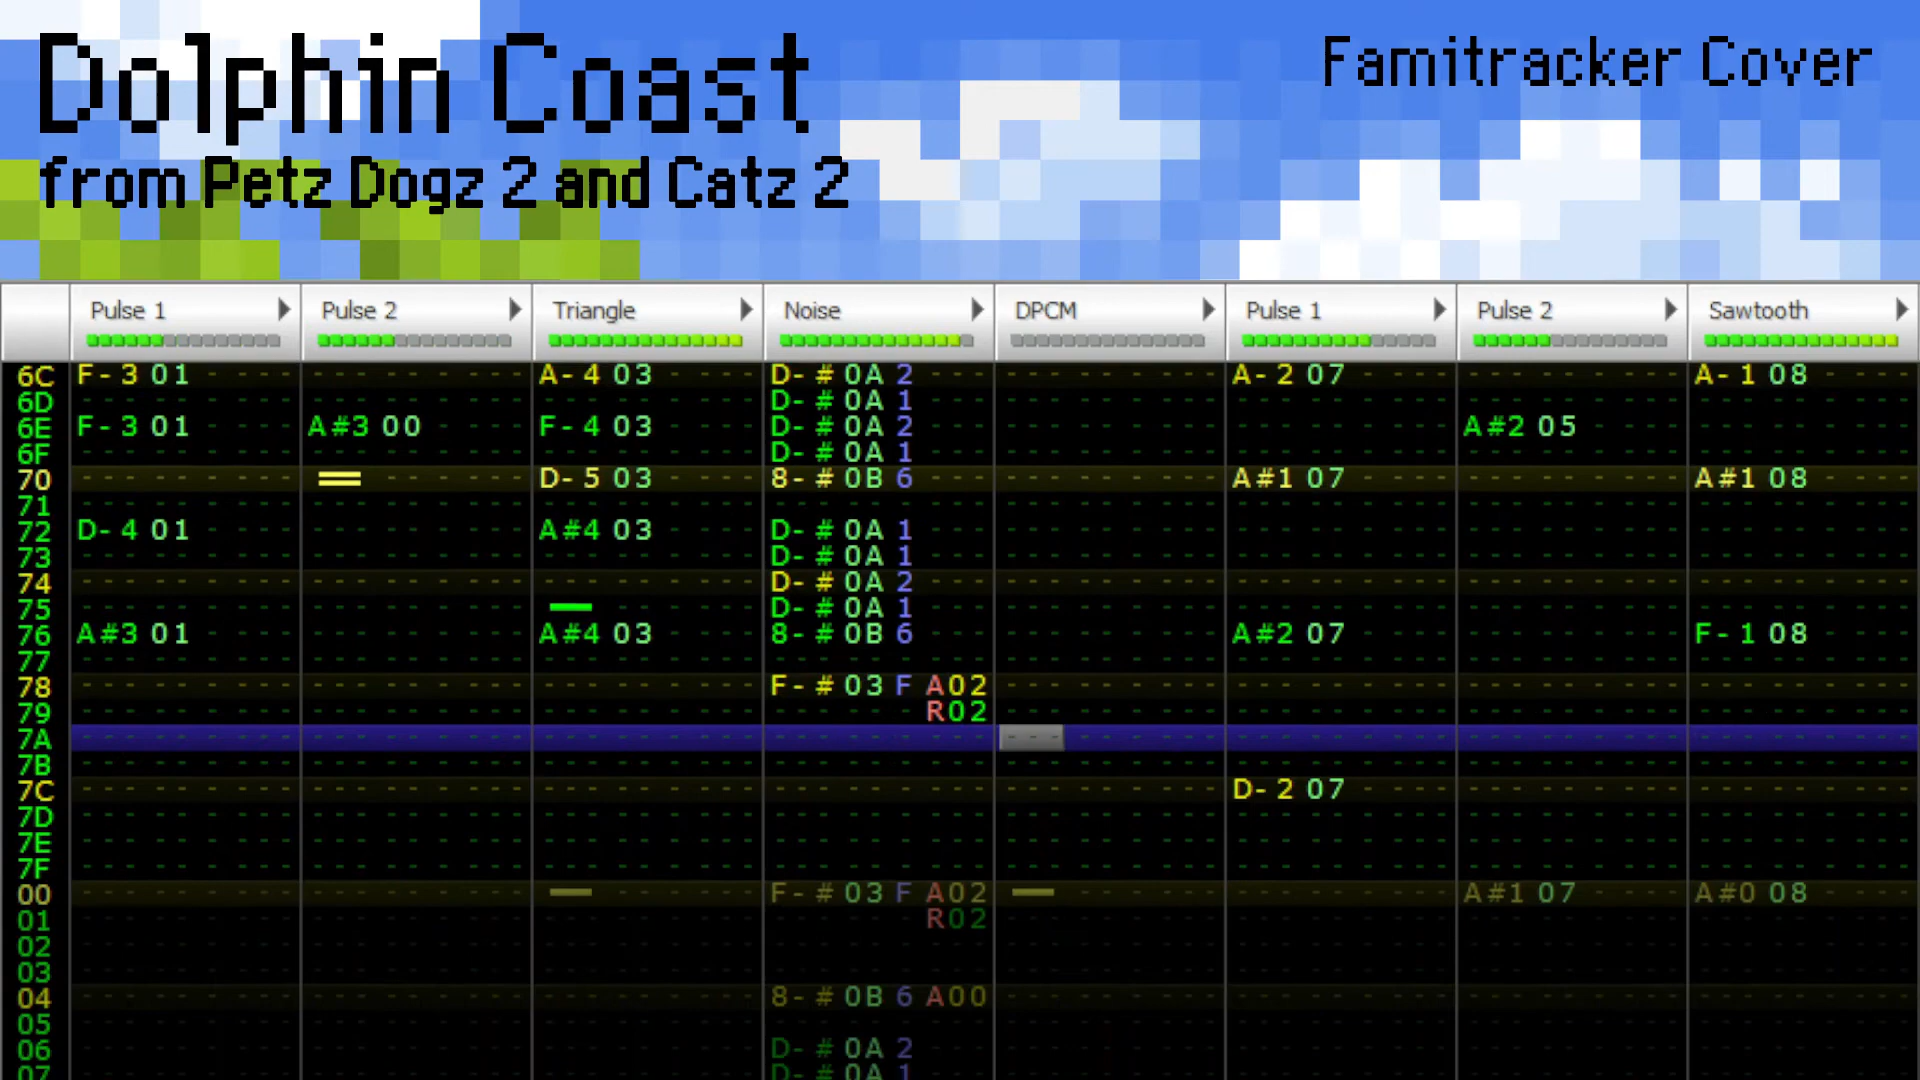 Dolphin Coast
Famitracker Cover
from Petz Dogz 2 and Catz 2
Pulse 1 Pulse 2 Triangle Noise DPCM Pulse 1 Pulse 2 Sawtooth
6C F-3 01 A-4 03 D-# 0A 2 A-2 07 A-1 08
6D D-# 0A 1
6E F-3 01 A#3 00 F-4 03 D-# 0A 2 A#2 05
6F D-# 0A 1
70 D-5 03 8-# 0B 6 A#1 07 A#1 08
71
72 D-4 01 A#4 03 D-# 0A 1
73 D-# 0A 1
74 D-# 0A 2
75 D-# 0A 1
76 A#3 01 A#4 03 8-# 0B 6 A#2 07 F-1 08
77
78 F-# 03 F A02
79 R02
7A
7B
7C D-2 07
7D
7E
7F
00 F-# 03 F A02 A#1 07 A#0 08
01 R02
02
03
04 8-# 0B 6 A00
05
06 D-# 0A 2
07 D-# 0A 1